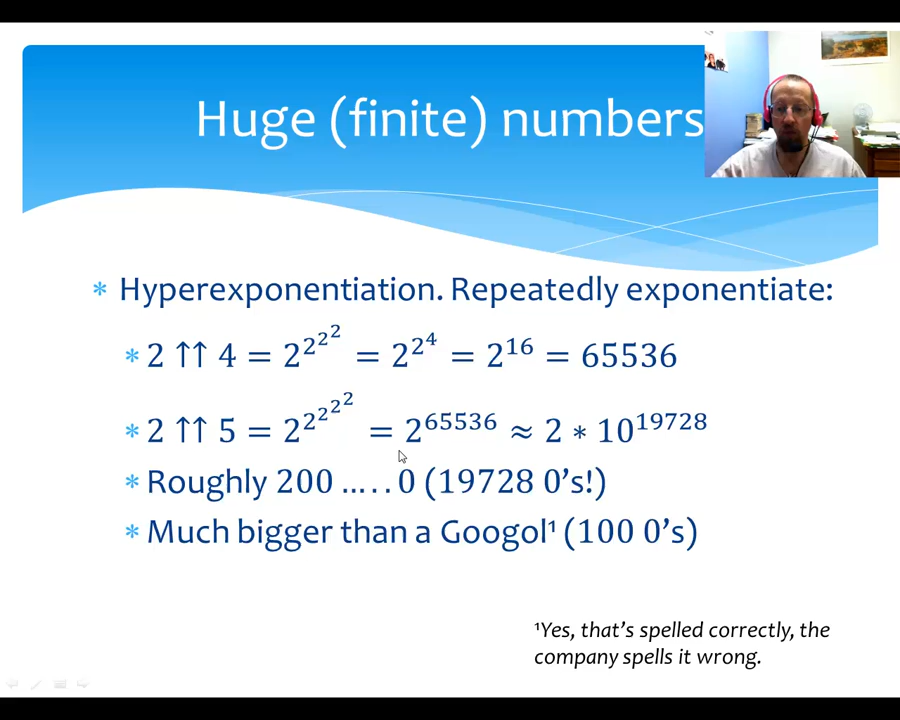 Huge (finite) numbers
* Hyperexponentiation. Repeatedly exponentiate:
* 2 ↑↑ 4 = 2^{2^{2^{2}}} = 2^{2^{4}} = 2^{16} = 65536
* 2 ↑↑ 5 = 2^{2^{2^{2^{2}}}} = 2^{65536} ≈ 2 * 10^{19728}
* Roughly 200 ..... 0 (19728 0's!)
* Much bigger than a Googol¹ (100 0's)
¹Yes, that's spelled correctly, the
company spells it wrong.